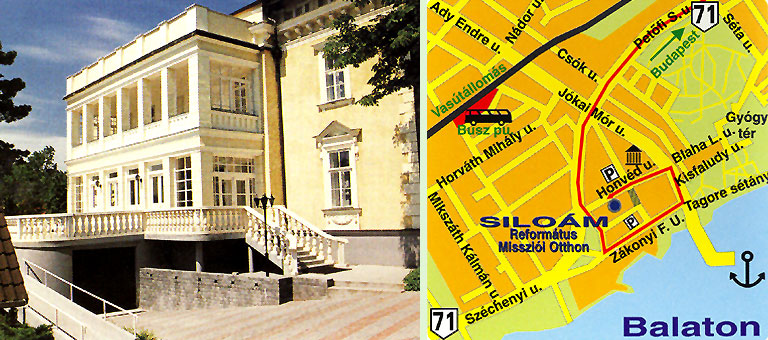 Ady Endre u.
Nádor u.
Csók u.
Petőfi S. u.
71
Séta u.
Budapest
Vasútállomás
Busz pu.
Jókai Mór u.
Gyógy
tér
Horváth Mihály u.
Blaha L. u.
P
Honvéd u.
Kisfaludy u.
Tagore sétány
SILOÁM
Református
Missziói Otthon
P
Zákonyi F. U.
Mikszáth Kálmán u.
Széchenyi u.
71
Balaton